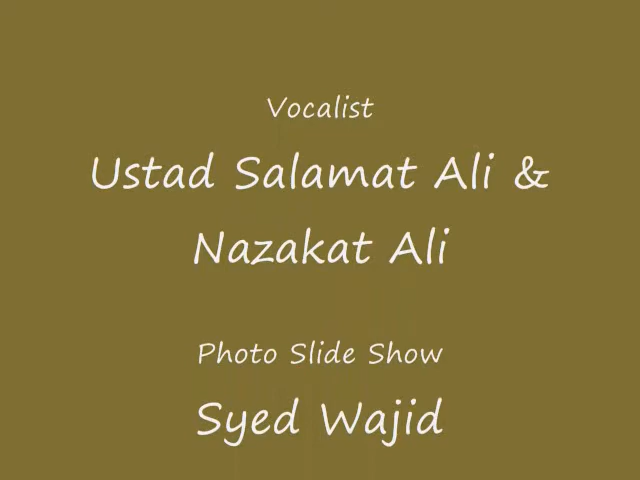 Vocalist
Ustad Salamat Ali &
Nazakat Ali
Photo Slide Show
Syed Wajid